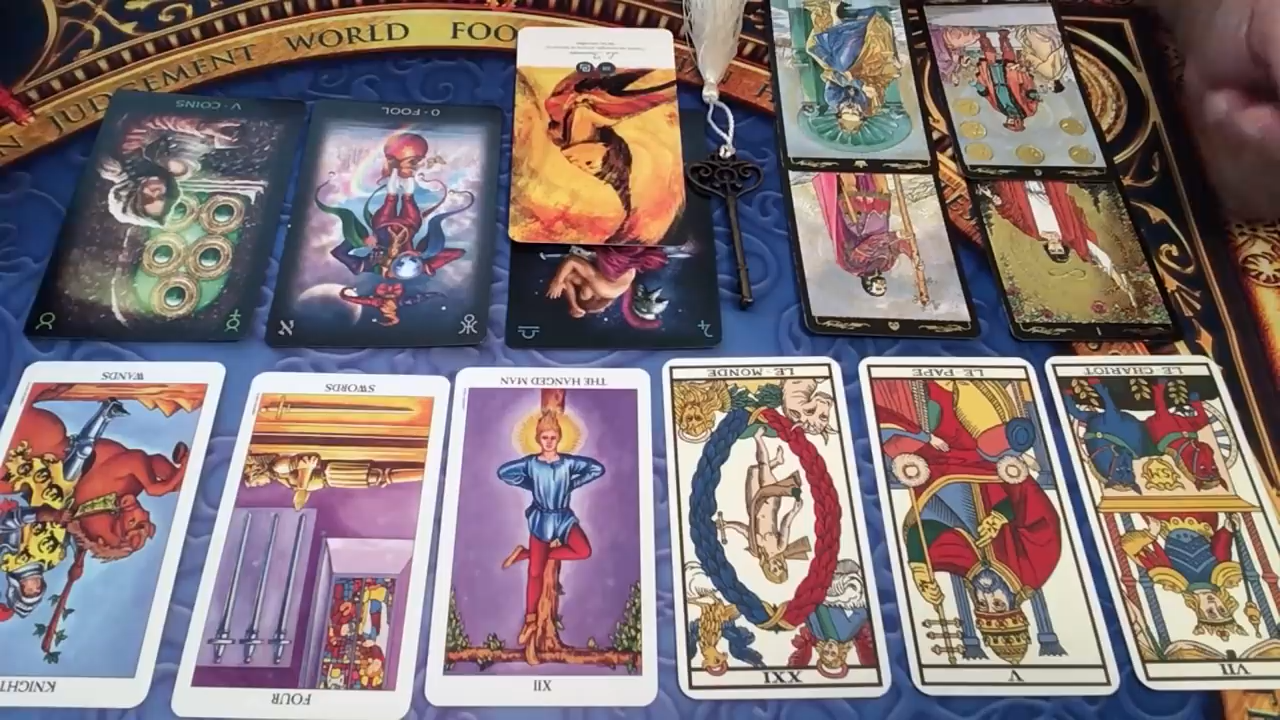 JUDGEMENT WORLD FOO
V - COINS
0 - FOOL
I
WANDS
SWORDS
THE HANGED MAN
LE · MONDE
LE · PAPE
LE · CHARIOT
KNIGHT
FOUR
XII
XXI
V
VII